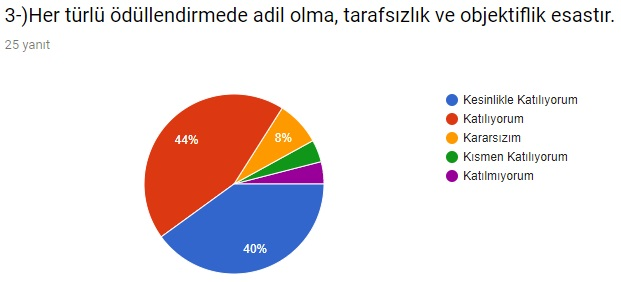 3-)Her türlü ödüllendirmede adil olma, tarafsızlık ve objektiflik esastır.
25 yanıt
Kesinlikle Katılıyorum
Katılıyorum
Kararsızım
Kısmen Katılıyorum
Katılmıyorum
44%
8%
40%